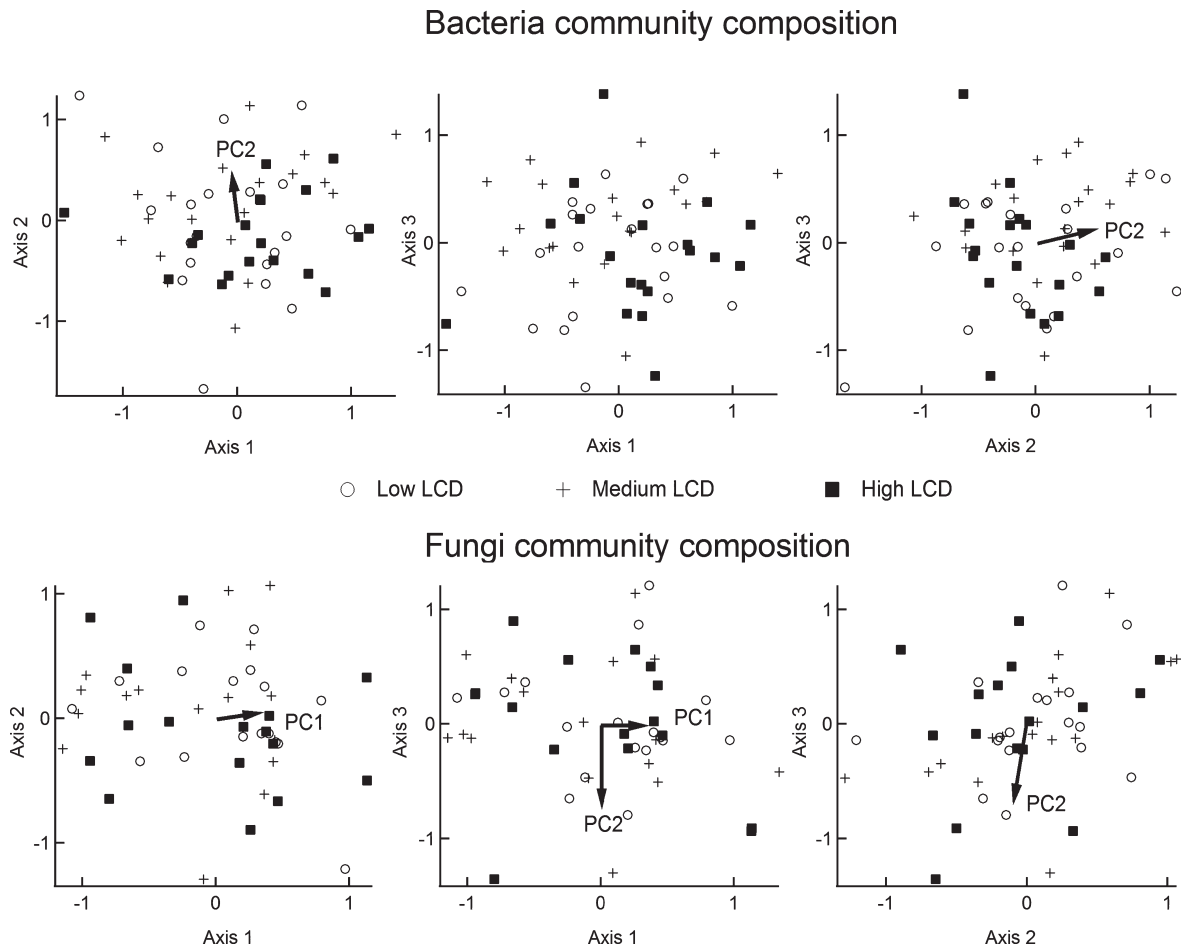 Bacteria community composition
1
0
-1
Axis 2
PC2
-1
0
1
Axis 1
1
0
-1
Axis 3
-1
0
1
Axis 1
1
0
-1
Axis 3
PC2
-1
0
1
Axis 2
Low LCD
Medium LCD
High LCD
Fungi community composition
1
0
-1
Axis 2
PC1
-1
0
1
Axis 1
1
0
-1
Axis 3
PC1
PC2
-1
0
1
Axis 1
1
0
-1
Axis 3
PC2
-1
0
1
Axis 2